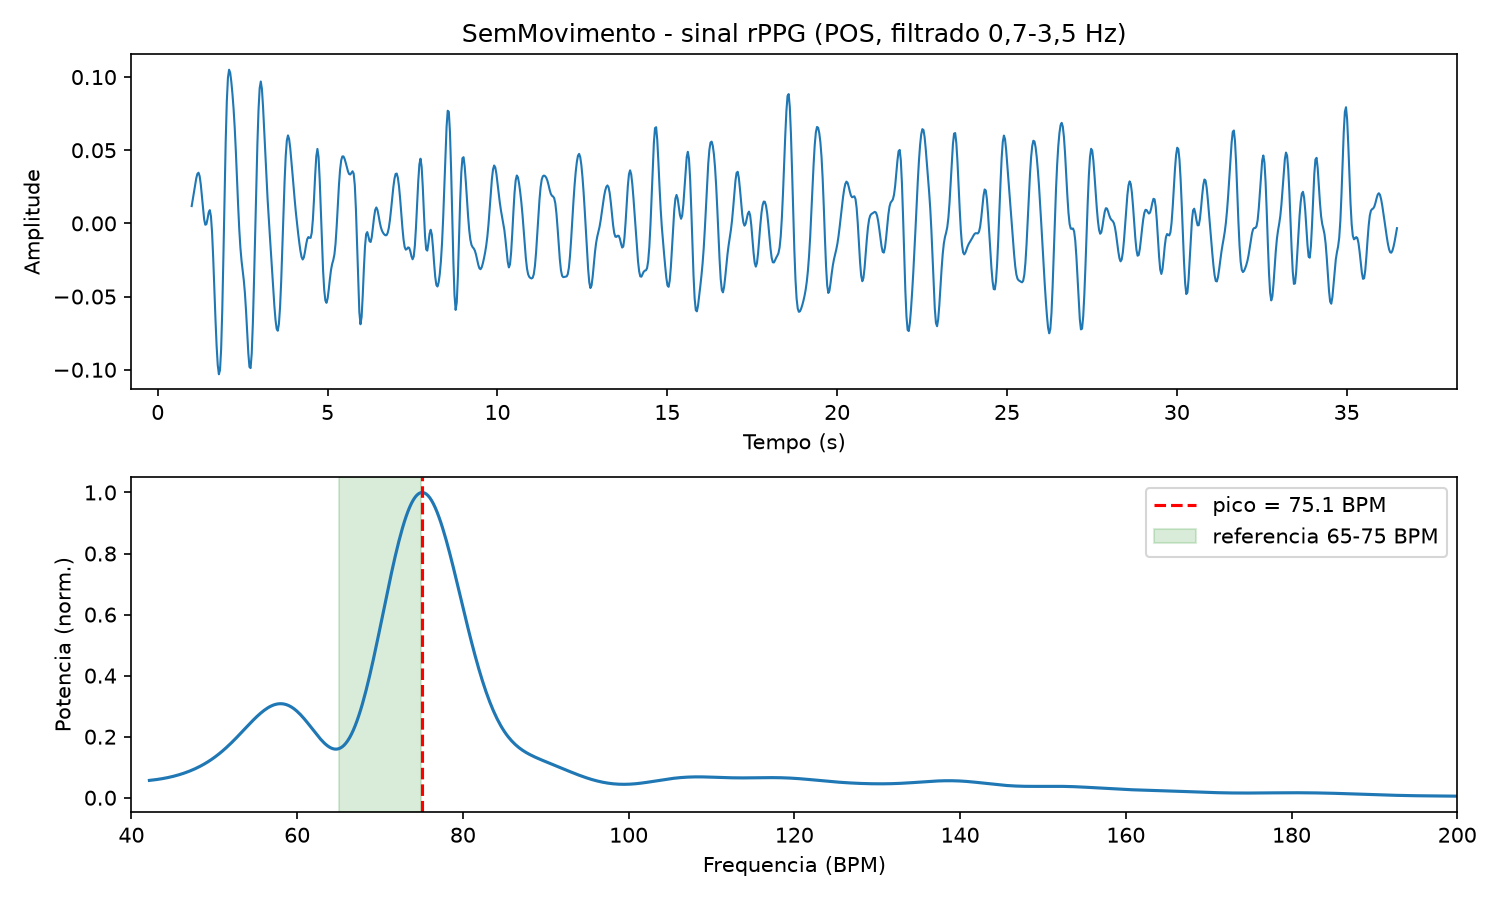 SemMovimento - sinal rPPG (POS, filtrado 0,7-3,5 Hz)
0.10
0.05
0.00
−0.05
−0.10
Amplitude
0 5 10 15 20 25 30 35
Tempo (s)
1.0
0.8
0.6
0.4
0.2
0.0
Potencia (norm.)
pico = 75.1 BPM
referencia 65-75 BPM
40 60 80 100 120 140 160 180 200
Frequencia (BPM)